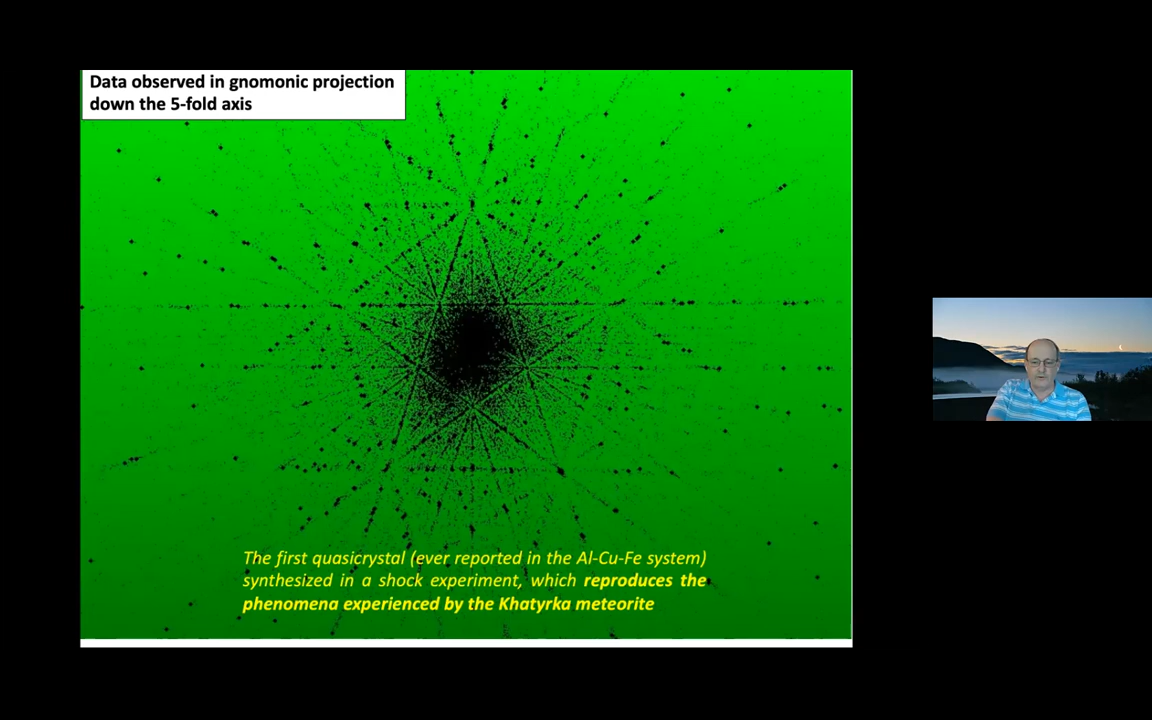 Data observed in gnomonic projection
down the 5-fold axis
The first quasicrystal (ever reported in the Al-Cu-Fe system)
synthesized in a shock experiment, which reproduces the
phenomena experienced by the Khatyrka meteorite